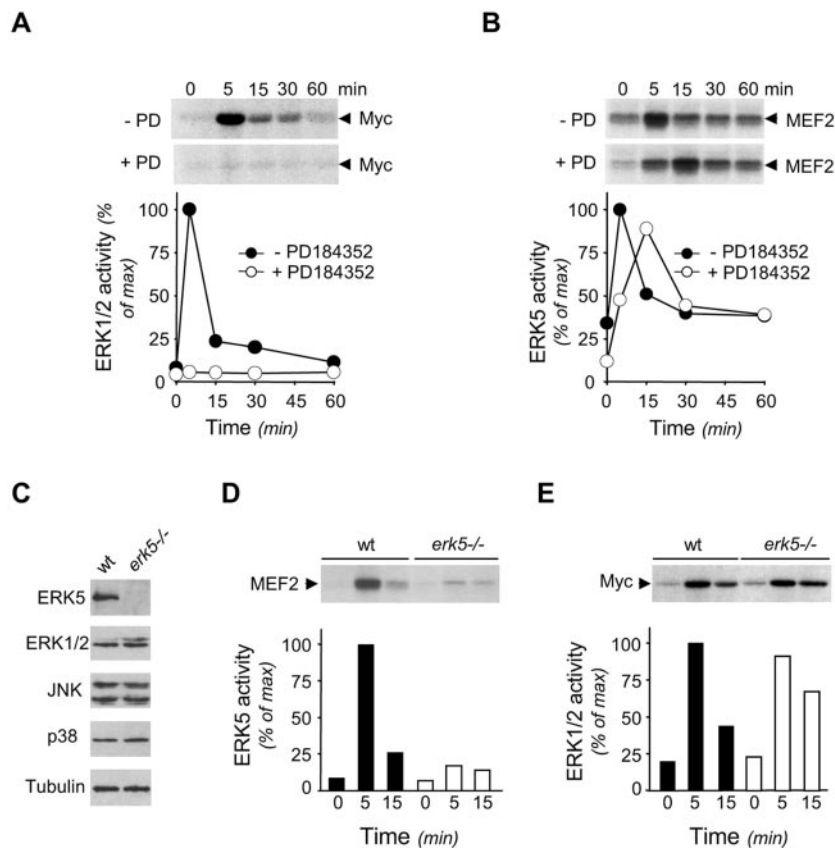 A
0 5 15 30 60 min
- PD Myc
+ PD Myc
100
75
50
25
0
ERK1/2 activity (%
of max)
- PD184352
+ PD184352
0 15 30 45 60
Time (min)
B
0 5 15 30 60 min
- PD MEF2
+ PD MEF2
100
75
50
25
0
ERK5 activity
(% of max)
- PD184352
+ PD184352
0 15 30 45 60
Time (min)
C
wt erk5-/-
ERK5
ERK1/2
JNK
p38
Tubulin
D
wt erk5-/-
MEF2
100
75
50
25
0
ERK5 activity
(% of max)
0 5 15 0 5 15
Time (min)
E
wt erk5-/-
Myc
100
75
50
25
0
ERK1/2 activity
(% of max)
0 5 15 0 5 15
Time (min)